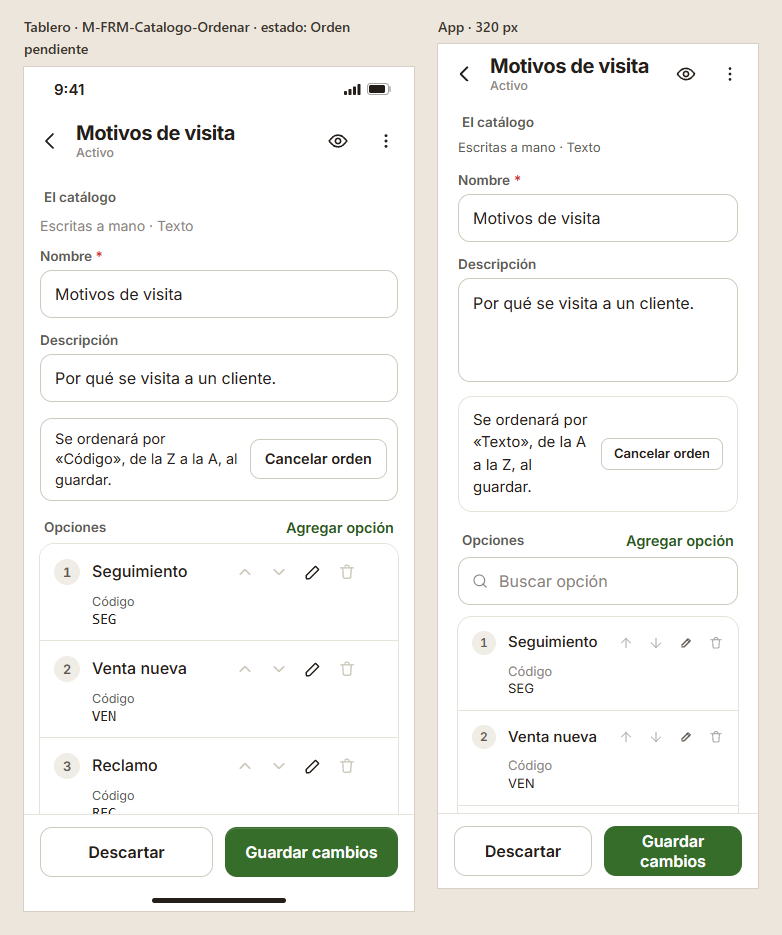 Tablero · M-FRM-Catalogo-Ordenar · estado: Orden
pendiente
9:41
Motivos de visita
Activo
El catálogo
Escritas a mano · Texto
Nombre *
Motivos de visita
Descripción
Por qué se visita a un cliente.
Se ordenará por
«Código», de la Z a la A, al
guardar.
Cancelar orden
Opciones
Agregar opción
1
Seguimiento
Código
SEG
2
Venta nueva
Código
VEN
3
Reclamo
Código
REC
Descartar
Guardar cambios
App · 320 px
Motivos de visita
Activo
El catálogo
Escritas a mano · Texto
Nombre *
Motivos de visita
Descripción
Por qué se visita a un cliente.
Se ordenará por
«Texto», de la A
a la Z, al
guardar.
Cancelar orden
Opciones
Agregar opción
Buscar opción
1
Seguimiento
Código
SEG
2
Venta nueva
Código
VEN
Descartar
Guardar
cambios